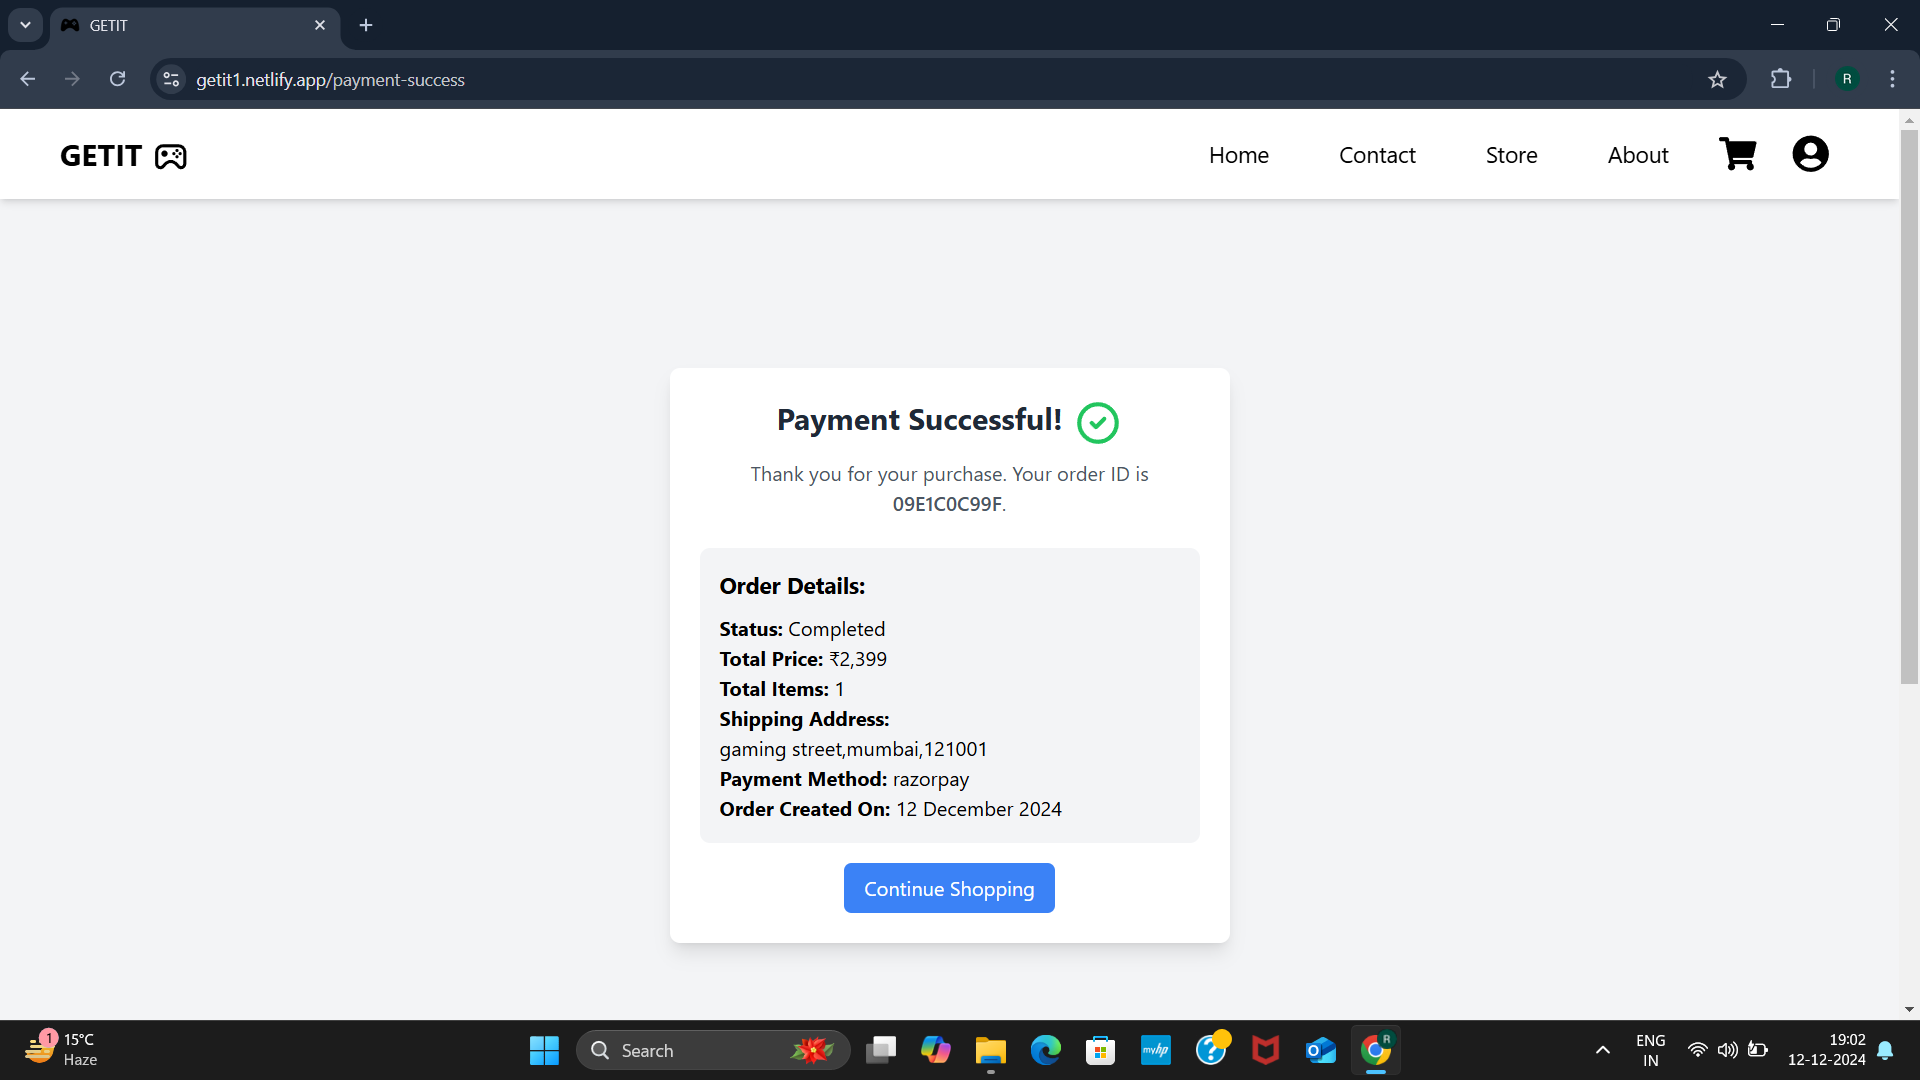 GETIT
getit1.netlify.app/payment-success
R
GETIT
Home
Contact
Store
About
Payment Successful!
Thank you for your purchase. Your order ID is
09E1C0C99F.
Order Details:
Status: Completed
Total Price: ₹2,399
Total Items: 1
Shipping Address:
gaming street,mumbai,121001
Payment Method: razorpay
Order Created On: 12 December 2024
Continue Shopping
1
15°C
Haze
Search
myhp
R
ENG
IN
19:02
12-12-2024